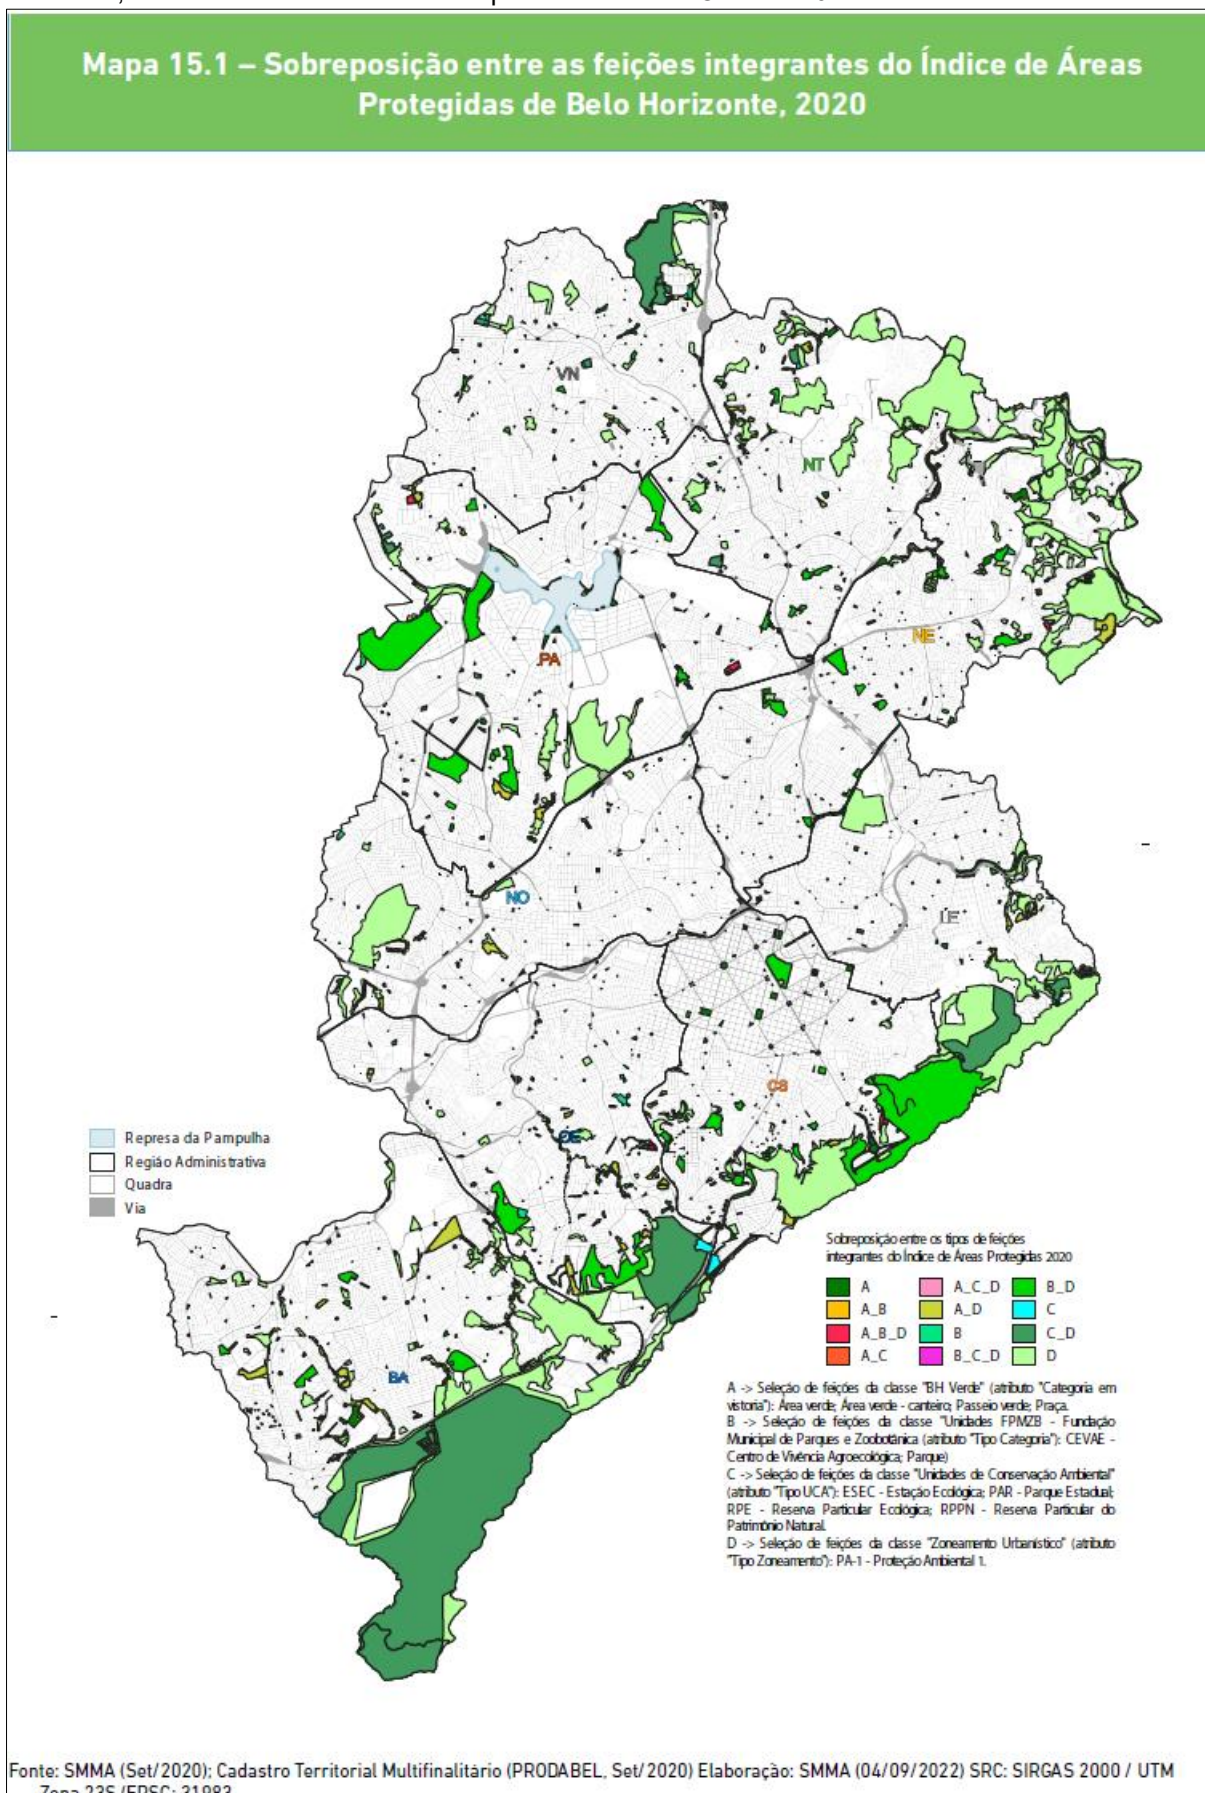 Mapa 15.1 – Sobreposição entre as feições integrantes do Índice de Áreas
Protegidas de Belo Horizonte, 2020
VN
NT
NE
PA
NO
LE
CS
OE
BA
Represa da Pampulha
Região Administrativa
Quadra
Via
Sobreposição entre os tipos de feições
integrantes do Índice de Áreas Protegidas 2020
A A_C_D B_D
A_B A_D C
A_B_D B C_D
A_C B_C_D D
A -> Seleção de feições da classe "BH Verde" (atributo "Categoria em
vistoria"): Área verde; Área verde - canteiro; Passeio verde; Praça.
B -> Seleção de feições da classe "Unidades FPMZB - Fundação
Municipal de Parques e Zoobotânica (atributo "Tipo Categoria"): CEVAE -
Centro de Vivência Agroecológica; Parque)
C -> Seleção de feições da classe "Unidades de Conservação Ambiental"
(atributo "Tipo UCA"): ESEC - Estação Ecológica; PAR - Parque Estadual;
RPE - Reserva Particular Ecológica; RPPN - Reserva Particular do
Patrimônio Natural.
D -> Seleção de feições da classe "Zoneamento Urbanístico" (atributo
"Tipo Zoneamento"): PA-1 - Proteção Ambiental 1.
Fonte: SMMA (Set/2020); Cadastro Territorial Multifinalitário (PRODABEL, Set/2020) Elaboração: SMMA (04/09/2022) SRC: SIRGAS 2000 / UTM
Zona 23S (EPSG: 31983